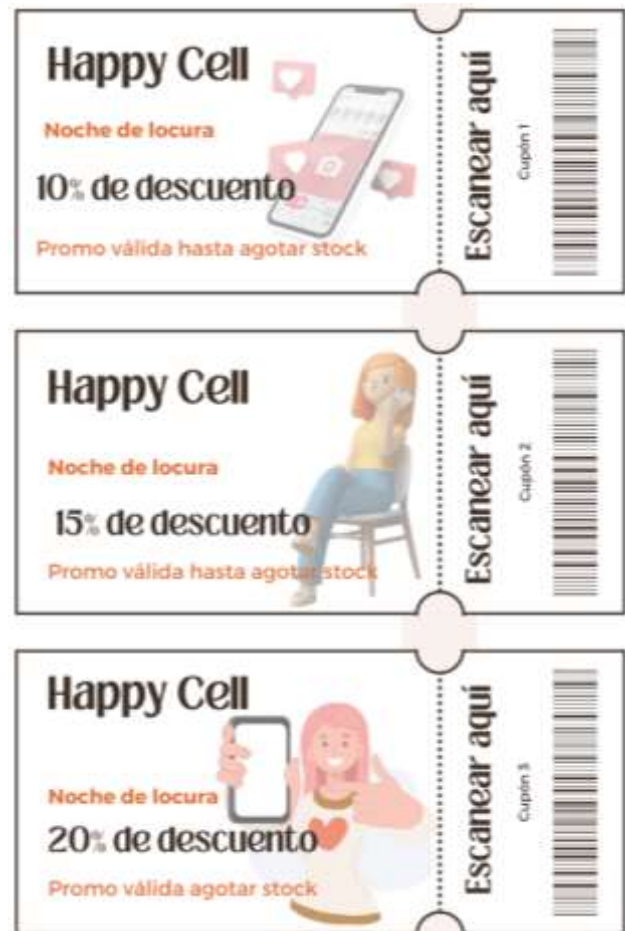 Happy Cell
Noche de locura
10% de descuento
Promo válida hasta agotar stock
Escanear aquí
Cupón 1
Happy Cell
Noche de locura
15% de descuento
Promo válida hasta agotar stock
Escanear aquí
Cupón 2
Happy Cell
Noche de locura
20% de descuento
Promo válida agotar stock
Escanear aquí
Cupón 3